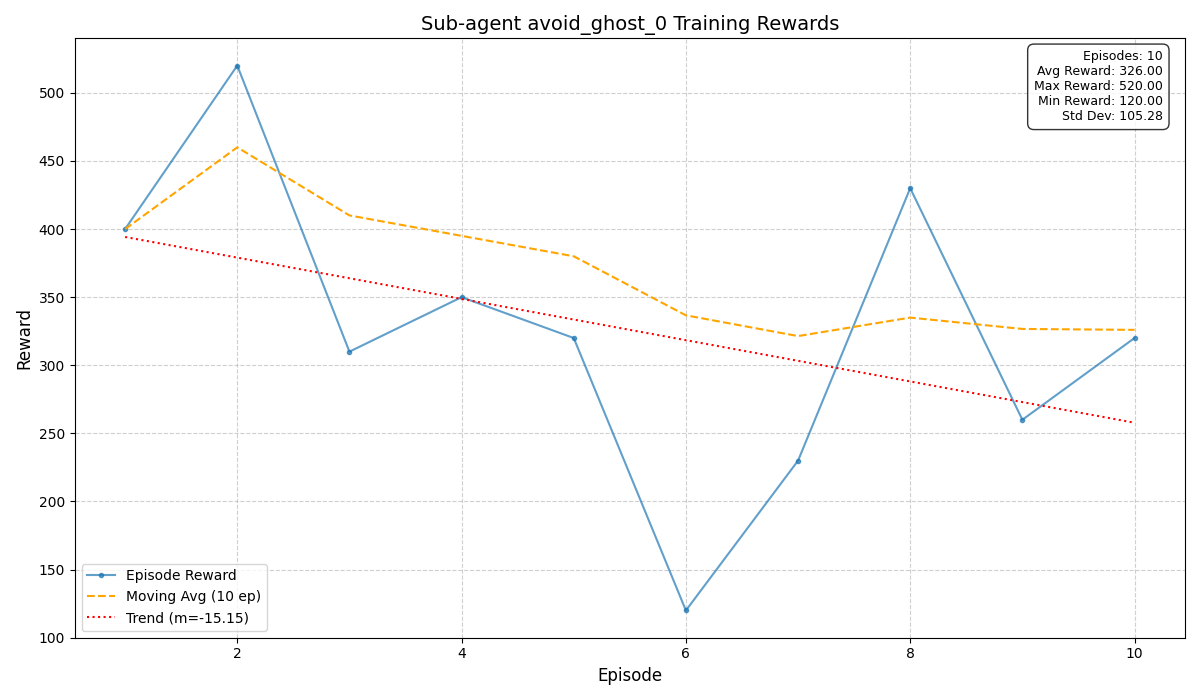 Sub-agent avoid_ghost_0 Training Rewards
Episodes: 10
Avg Reward: 326.00
Max Reward: 520.00
Min Reward: 120.00
Std Dev: 105.28
Reward
500
450
400
350
300
250
200
150
100
Episode Reward
Moving Avg (10 ep)
Trend (m=-15.15)
2
4
6
8
10
Episode